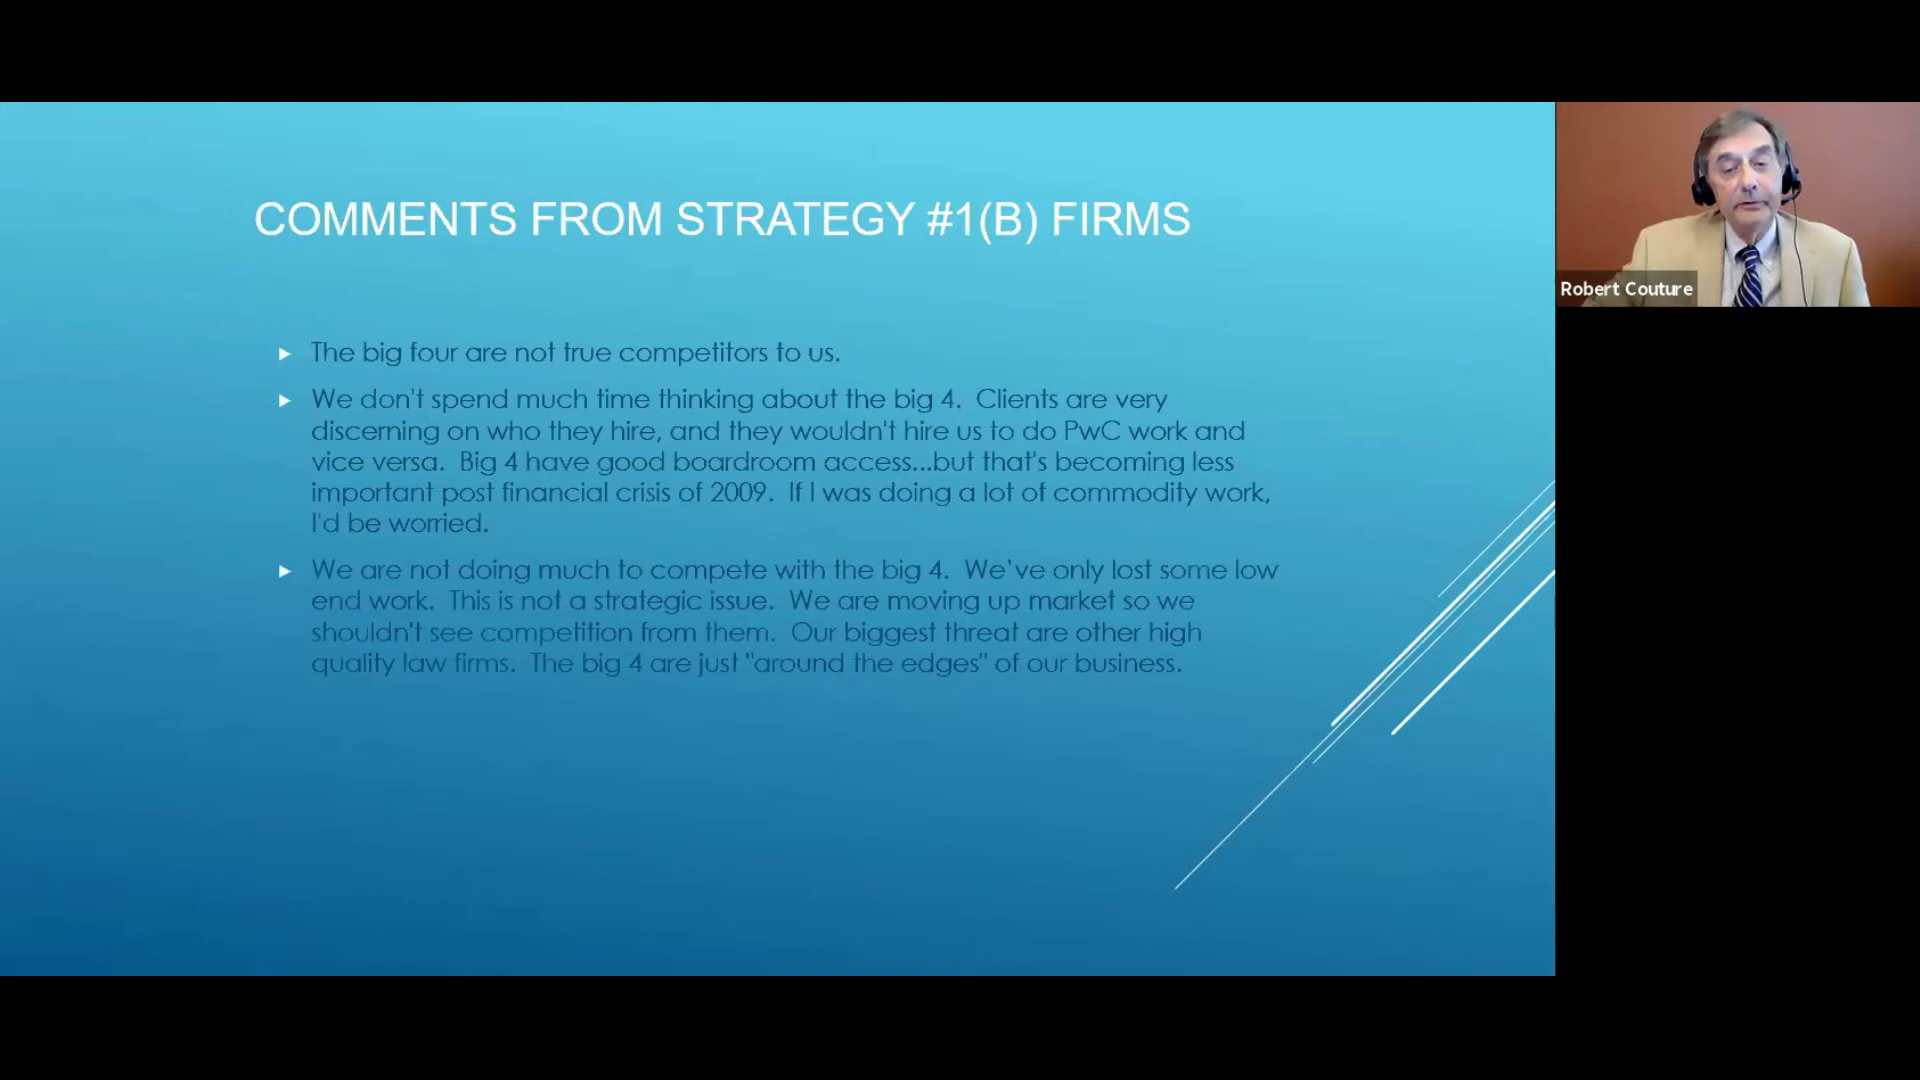 COMMENTS FROM STRATEGY #1(B) FIRMS
The big four are not true competitors to us.
We don't spend much time thinking about the big 4. Clients are very
discerning on who they hire, and they wouldn't hire us to do PwC work and
vice versa. Big 4 have good boardroom access...but that's becoming less
important post financial crisis of 2009. If I was doing a lot of commodity work,
I'd be worried.
We are not doing much to compete with the big 4. We've only lost some low
end work. This is not a strategic issue. We are moving up market so we
shouldn't see competition from them. Our biggest threat are other high
quality law firms. The big 4 are just "around the edges" of our business.
Robert Couture